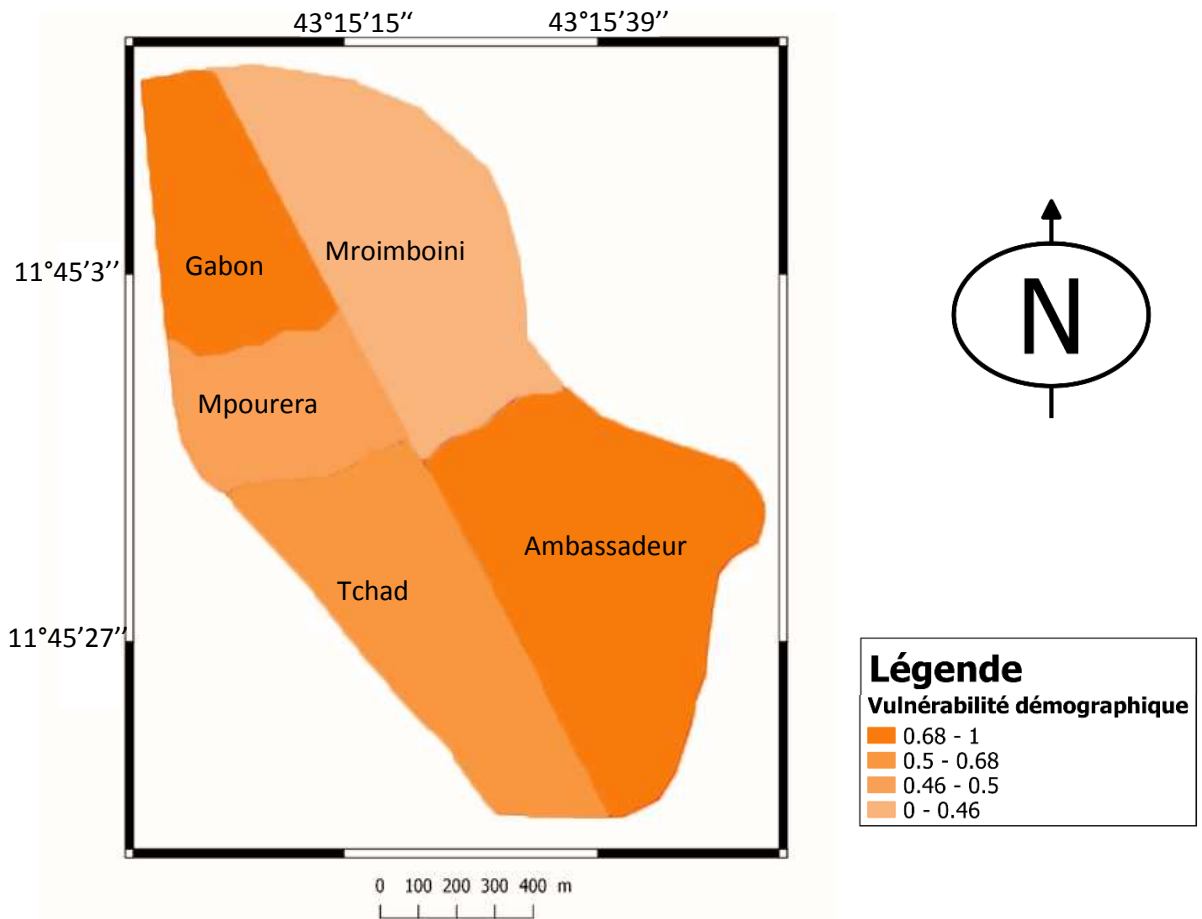 43°15’15‘‘ 43°15’39‘‘
11°45’3’’
11°45’27’’
Gabon
Mroimboini
Mpourera
Ambassadeur
Tchad
N
Légende
Vulnérabilité démographique
0.68 - 1
0.5 - 0.68
0.46 - 0.5
0 - 0.46
0 100 200 300 400 m